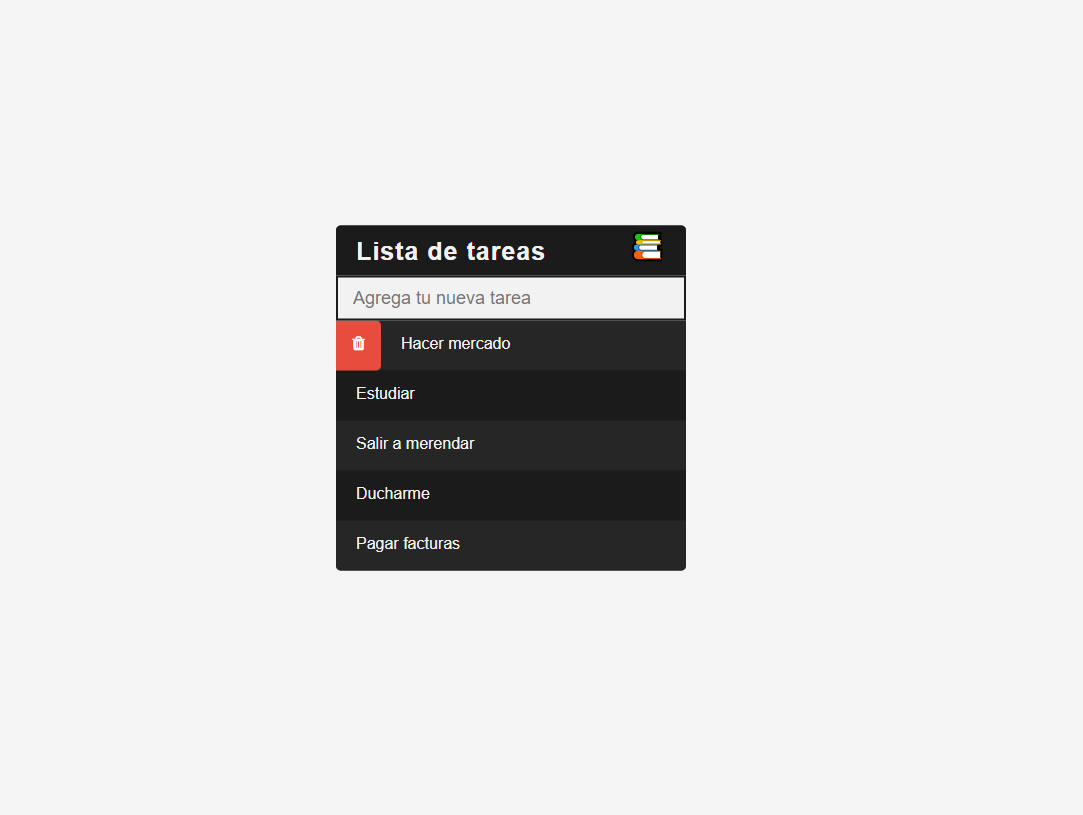 Lista de tareas
Agrega tu nueva tarea
Hacer mercado
Estudiar
Salir a merendar
Ducharme
Pagar facturas